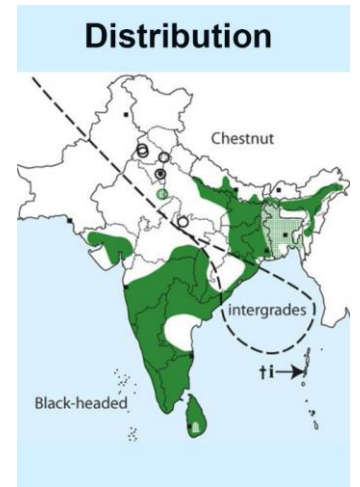 Distribution
Chestnut
intergrades
†i
Black-headed